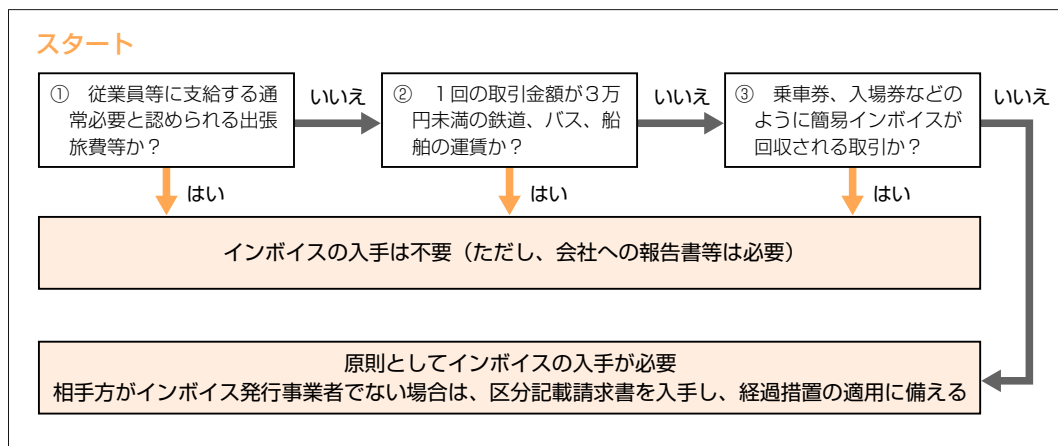 スタート
① 従業員等に支給する通
常必要と認められる出張
旅費等か？
いいえ
② １回の取引金額が３万
円未満の鉄道、バス、船
舶の運賃か？
いいえ
③ 乗車券、入場券などの
ように簡易インボイスが
回収される取引か？
いいえ
はい
はい
はい
インボイスの入手は不要（ただし、会社への報告書等は必要）
原則としてインボイスの入手が必要
相手方がインボイス発行事業者でない場合は、区分記載請求書を入手し、経過措置の適用に備える